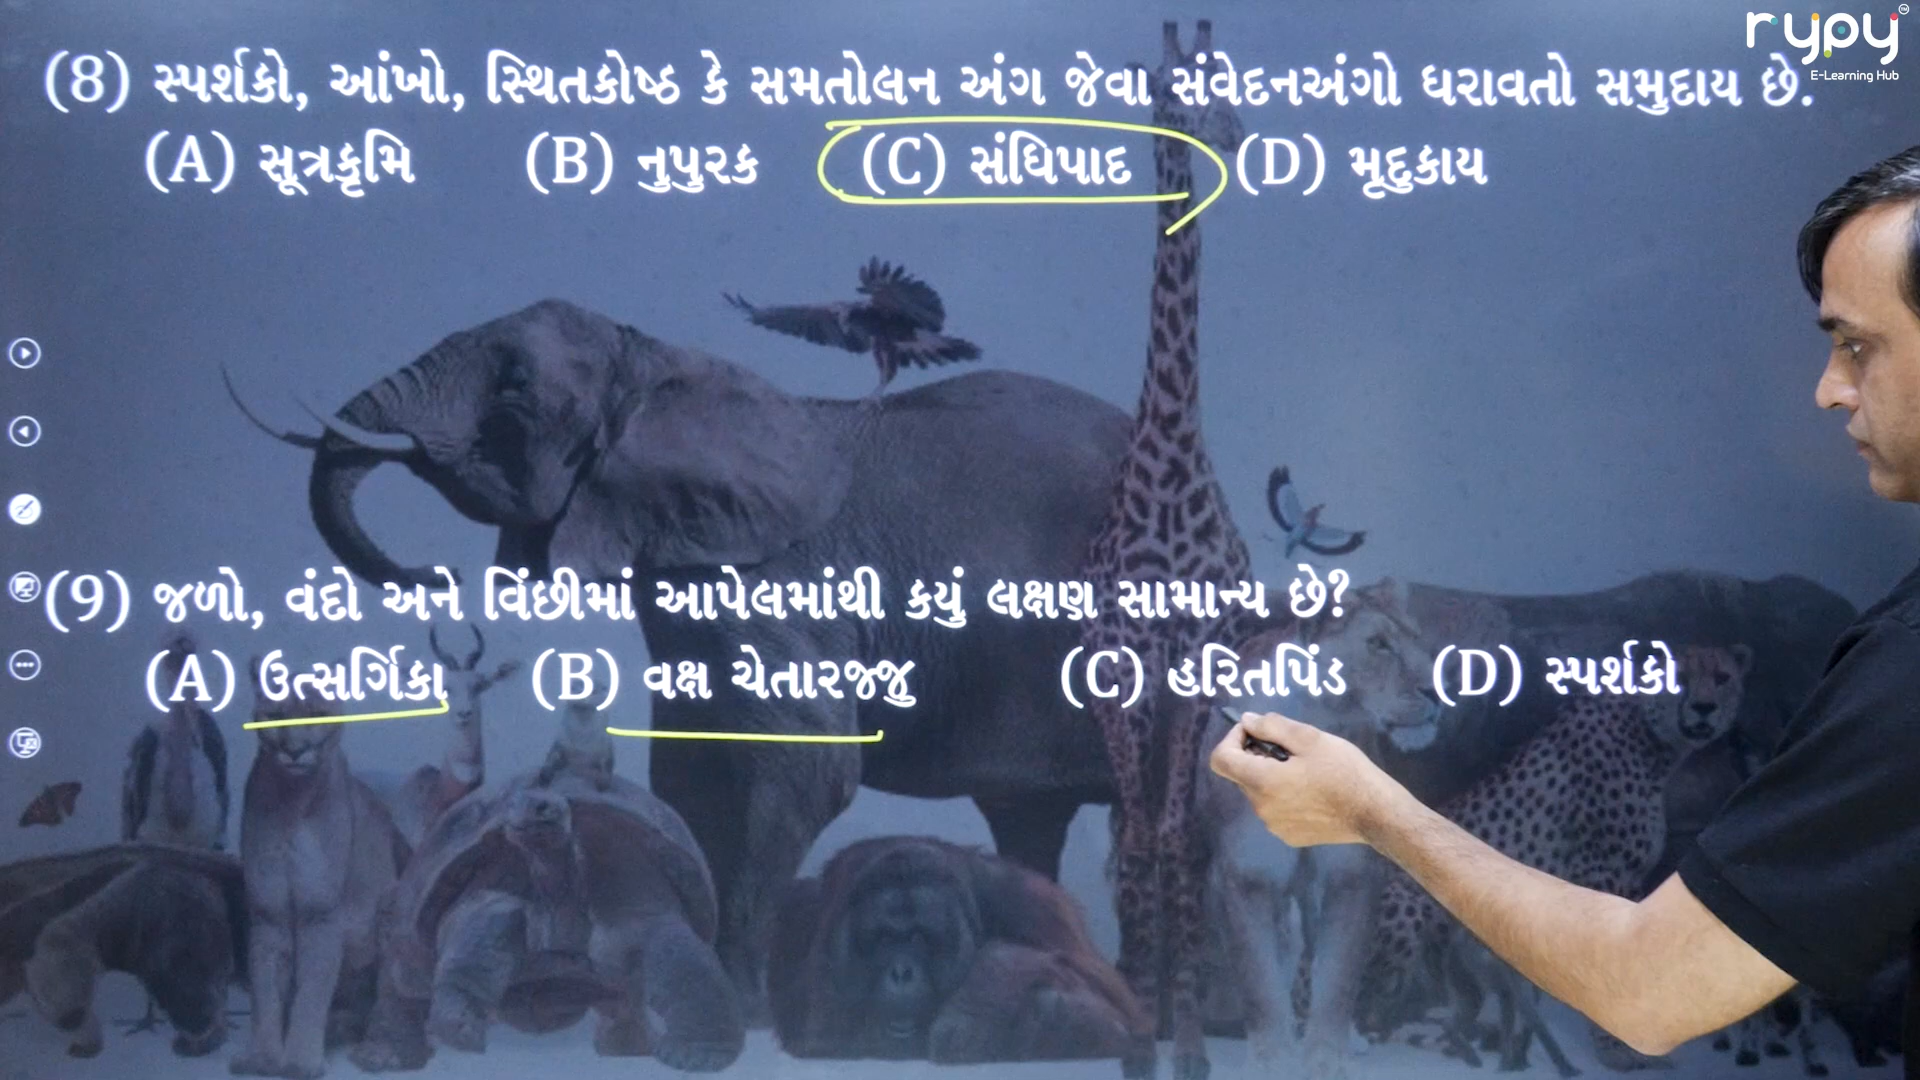 rypy
E-Learning Hub
(8) સ્પર્શકો, આંખો, સ્થિતકોષ્ઠ કે સમતોલન અંગ જેવા સંવેદનઅંગો ધરાવતો સમુદાય છે.
(A) સૂત્રકૃમિ (B) નુપુરક (C) સંધિપાદ (D) મૃદુકાય
(9) જળો, વંદો અને વિંછીમાં આપેલમાંથી કયું લક્ષણ સામાન્ય છે?
(A) ઉત્સર્ગિકા (B) વક્ષ ચેતારજ્જુ (C) હરિતપિંડ (D) સ્પર્શકો